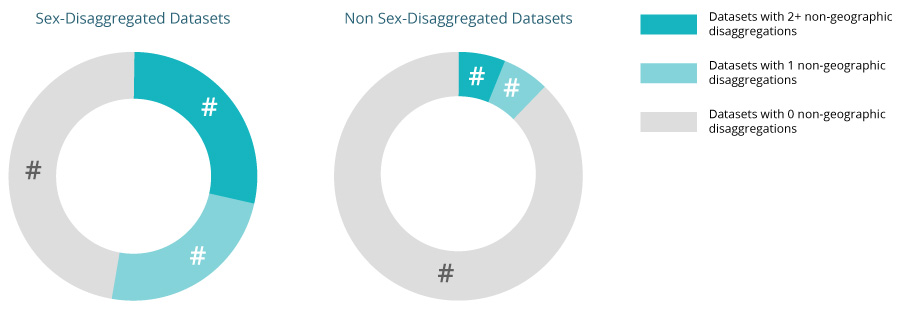 Sex-Disaggregated Datasets
Non Sex-Disaggregated Datasets
#
#
#
#
#
#
Datasets with 2+ non-geographic
disaggregations
Datasets with 1 non-geographic
disaggregations
Datasets with 0 non-geographic
disaggregations